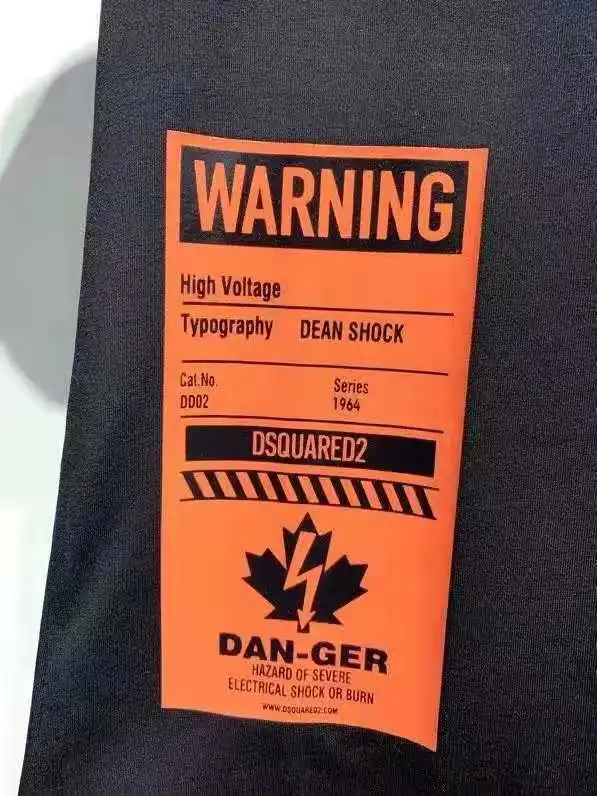 WARNING
High Voltage
Typography DEAN SHOCK
Cat.No. Series
DD02 1964
DSQUARED2
DAN-GER
HAZARD OF SEVERE
ELECTRICAL SHOCK OR BURN
WWW.DSQUARED2.COM